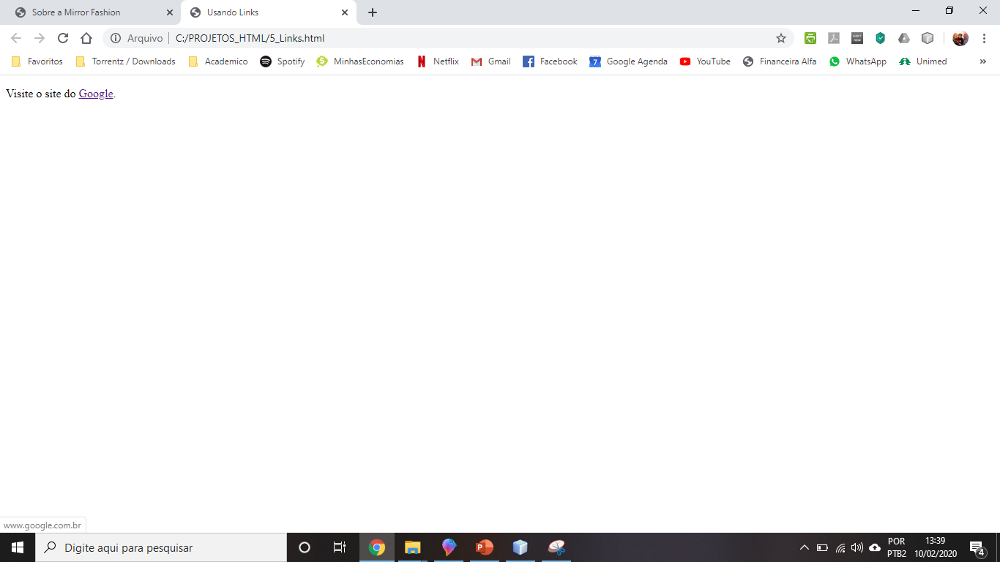 Sobre a Mirror Fashion
Usando Links
Arquivo C:/PROJETOS_HTML/5_Links.html
Favoritos Torrentz / Downloads Academico Spotify MinhasEconomias Netflix Gmail Facebook 7 Google Agenda YouTube Financeira Alfa WhatsApp Unimed »
Visite o site do Google.
www.google.com.br
Digite aqui para pesquisar
POR
PTB2
13:39
10/02/2020
4